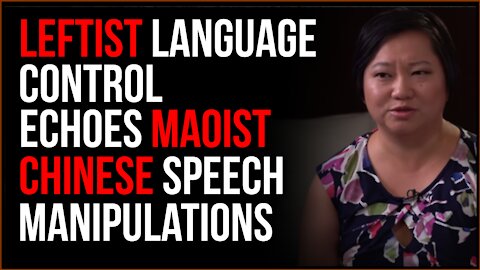 LEFTIST LANGUAGE
CONTROL
ECHOES MAOIST
CHINESE SPEECH
MANIPULATIONS